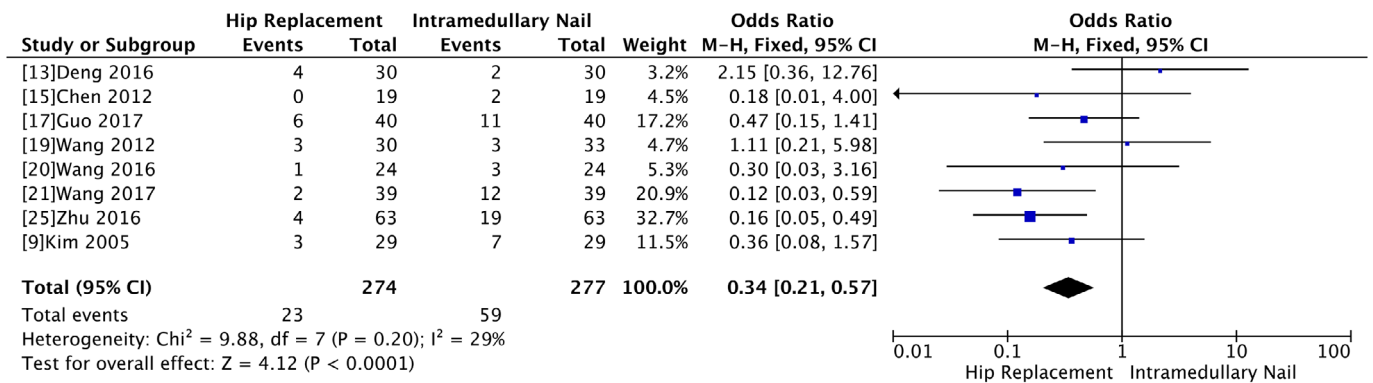 Hip Replacement Intramedullary Nail Odds Ratio Odds Ratio
Study or Subgroup Events Total Events Total Weight M-H, Fixed, 95% CI M-H, Fixed, 95% CI
[13]Deng 2016 4 30 2 30 3.2% 2.15 [0.36, 12.76]
[15]Chen 2012 0 19 2 19 4.5% 0.18 [0.01, 4.00]
[17]Guo 2017 6 40 11 40 17.2% 0.47 [0.15, 1.41]
[19]Wang 2012 3 30 3 33 4.7% 1.11 [0.21, 5.98]
[20]Wang 2016 1 24 3 24 5.3% 0.30 [0.03, 3.16]
[21]Wang 2017 2 39 12 39 20.9% 0.12 [0.03, 0.59]
[25]Zhu 2016 4 63 19 63 32.7% 0.16 [0.05, 0.49]
[9]Kim 2005 3 29 7 29 11.5% 0.36 [0.08, 1.57]
Total (95% CI) 274 277 100.0% 0.34 [0.21, 0.57]
Total events 23 59
Heterogeneity: Chi² = 9.88, df = 7 (P = 0.20); I² = 29%
Test for overall effect: Z = 4.12 (P < 0.0001)
0.01 0.1 1 10 100
Hip Replacement Intramedullary Nail